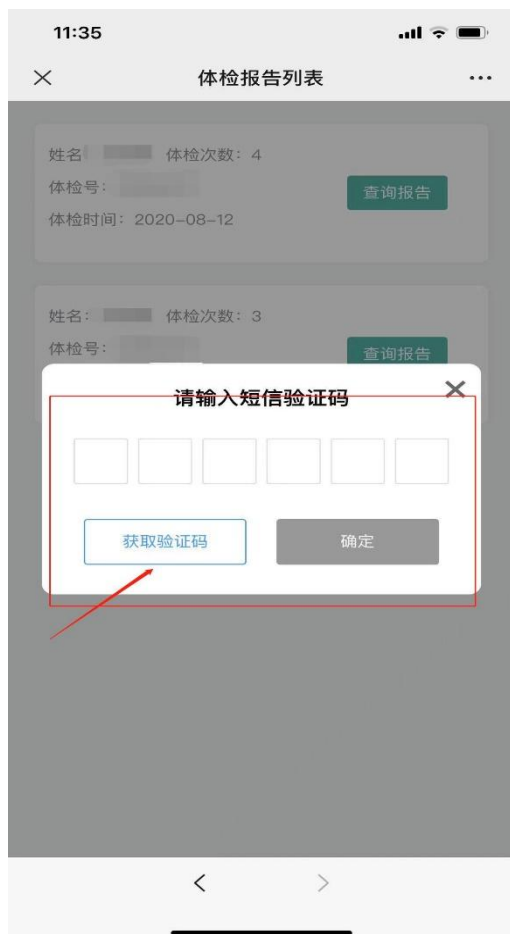 11:35
体检报告列表
姓名 体检次数：4
体检号：
查询报告
体检时间：2020-08-12
姓名： 体检次数：3
体检号：
查询报告
请输入短信验证码
获取验证码
确定